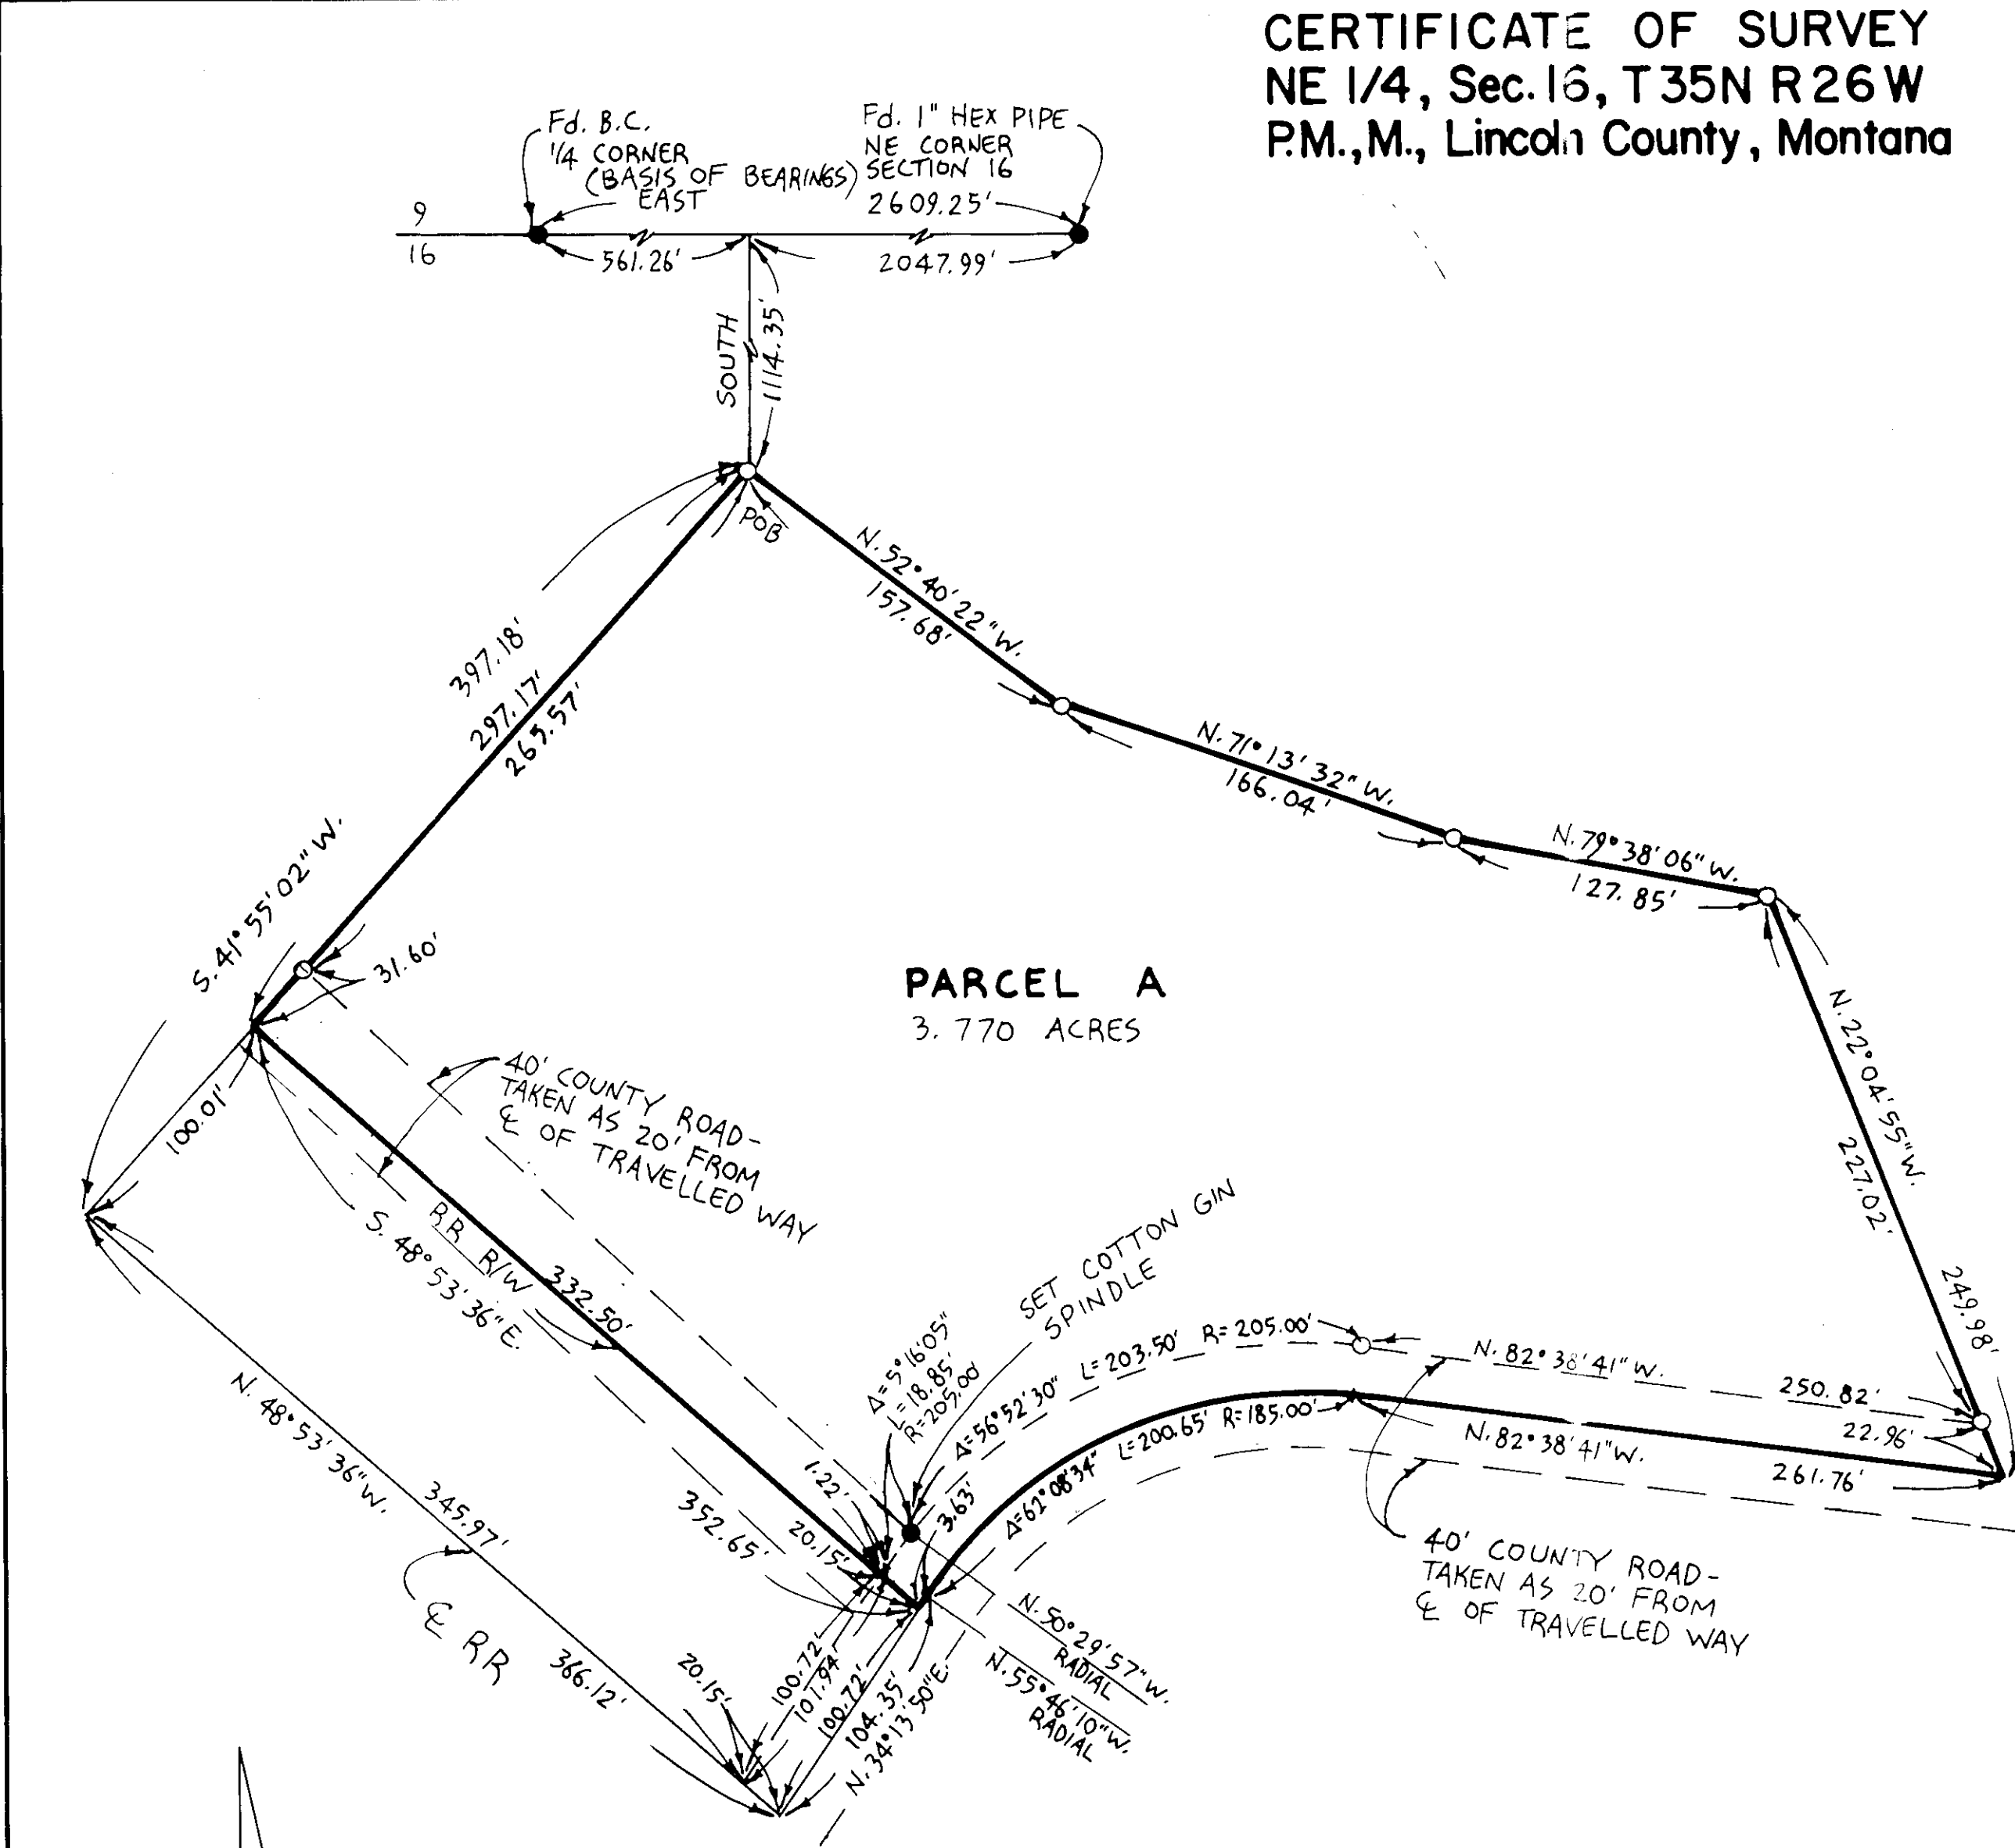 CERTIFICATE OF SURVEY
NE 1/4, Sec. 16, T35N R26W
P.M.,M., Lincoln County, Montana
Fd. B.C.
1/4 CORNER
(BASIS OF BEARINGS)
EAST
Fd. 1" HEX PIPE
NE CORNER
SECTION 16
2609.25'
9
16
561.26'
2047.99'
SOUTH
1114.35'
POB
N. 52° 40' 22" W.
157.68'
N. 71° 13' 32" W.
166.04'
N. 79° 38' 06" W.
127.85'
397.18'
297.17'
265.57'
S. 41° 55' 02" W.
31.60'
PARCEL A
3.770 ACRES
N. 22° 04' 55" W.
227.02'
249.98'
100.01'
40' COUNTY ROAD-
TAKEN AS 20' FROM
℄ OF TRAVELLED WAY
RR R/W
332.50'
S. 48° 53' 36" E.
SET COTTON GIN
SPINDLE
Δ=5° 16' 05"
L=18.85'
R=205.00'
Δ=56° 52' 30" L=203.50' R=205.00'
N. 82° 38' 41" W.
250.82'
22.96'
Δ=62° 08' 34" L=200.65' R=185.00'
N. 82° 38' 41" W.
261.76'
N. 48° 53' 36" W.
345.97'
℄ RR
366.12'
1.22'
352.65'
20.15'
3.63'
40' COUNTY ROAD-
TAKEN AS 20' FROM
℄ OF TRAVELLED WAY
N. 50° 29' 57" W.
RADIAL
N. 55° 46' 10" W.
RADIAL
20.15'
100.72'
101.94'
100.72'
104.35'
N. 34° 13' 50" E.